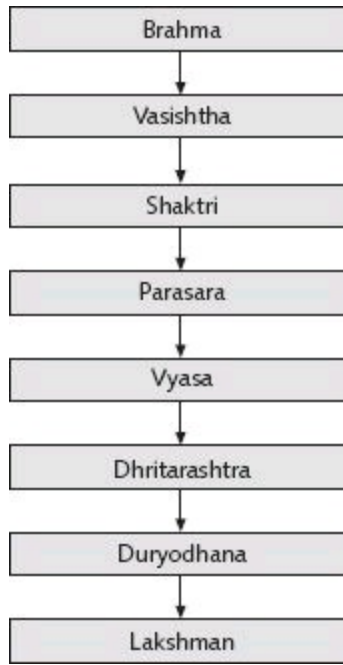 Brahma
Vasishtha
Shaktri
Parasara
Vyasa
Dhritarashtra
Duryodhana
Lakshman